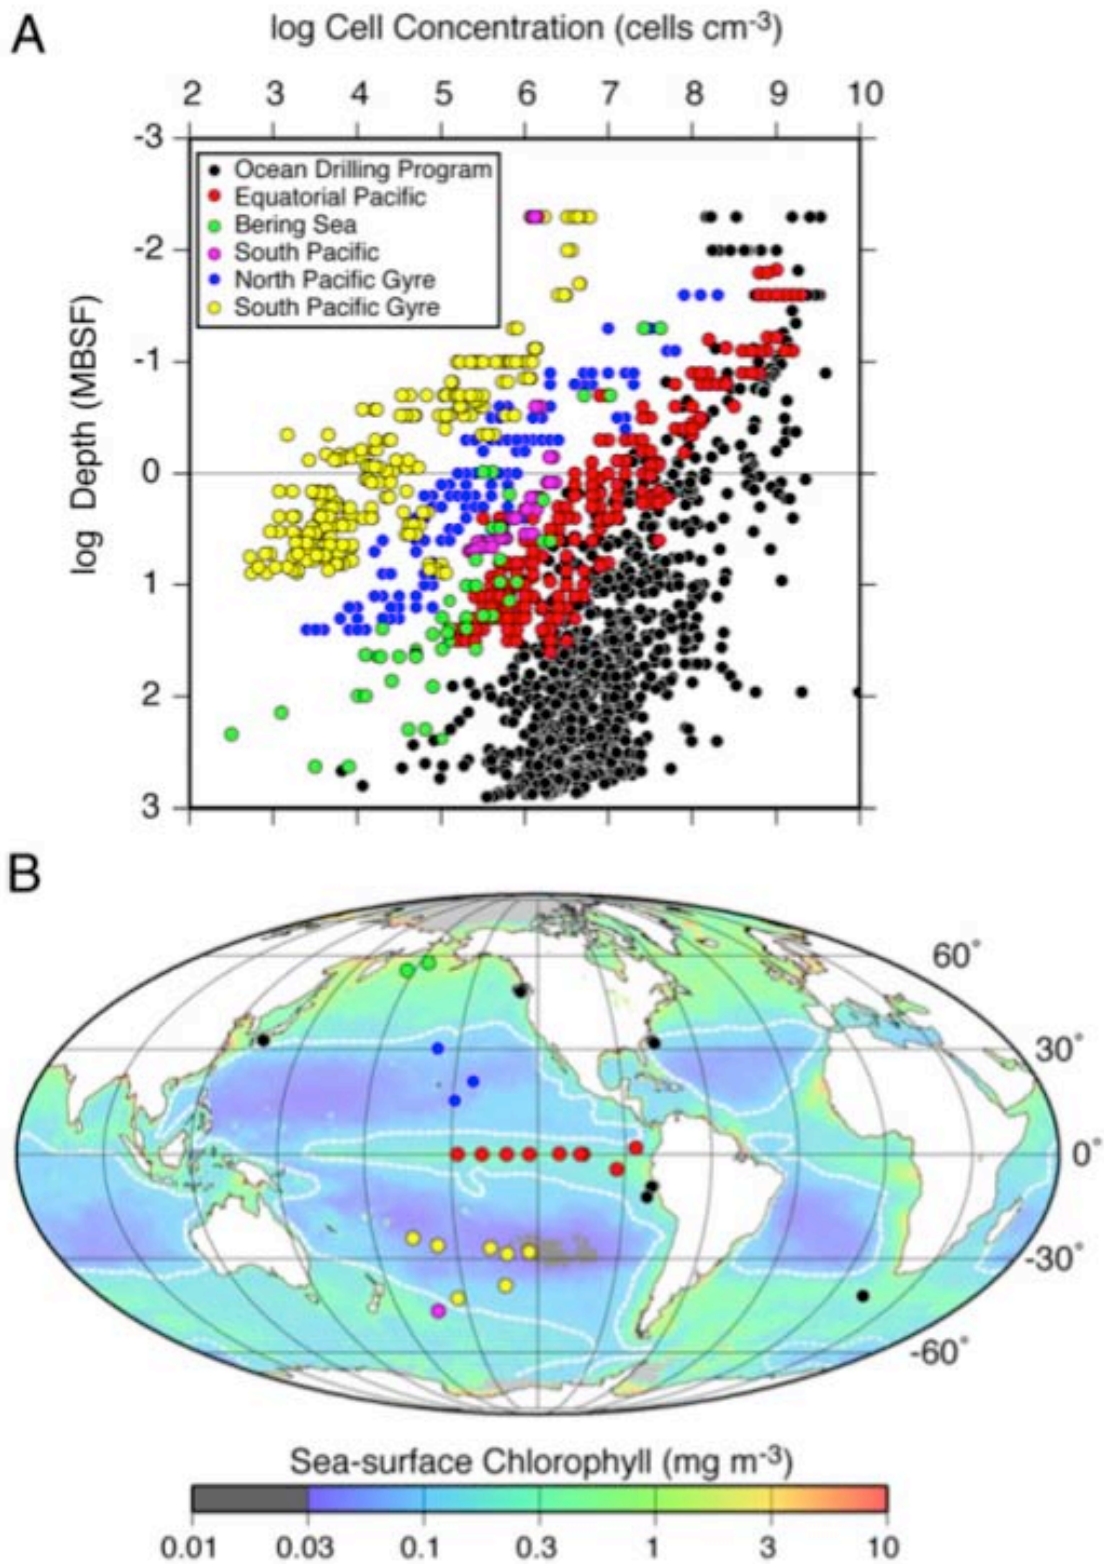 A
log Cell Concentration (cells cm-3)
2 3 4 5 6 7 8 9 10
-3
-2
-1
0
1
2
3
log Depth (MBSF)
Ocean Drilling Program
Equatorial Pacific
Bering Sea
South Pacific
North Pacific Gyre
South Pacific Gyre
B
60°
30°
0°
-30°
-60°
Sea-surface Chlorophyll (mg m-3)
0.01 0.03 0.1 0.3 1 3 10